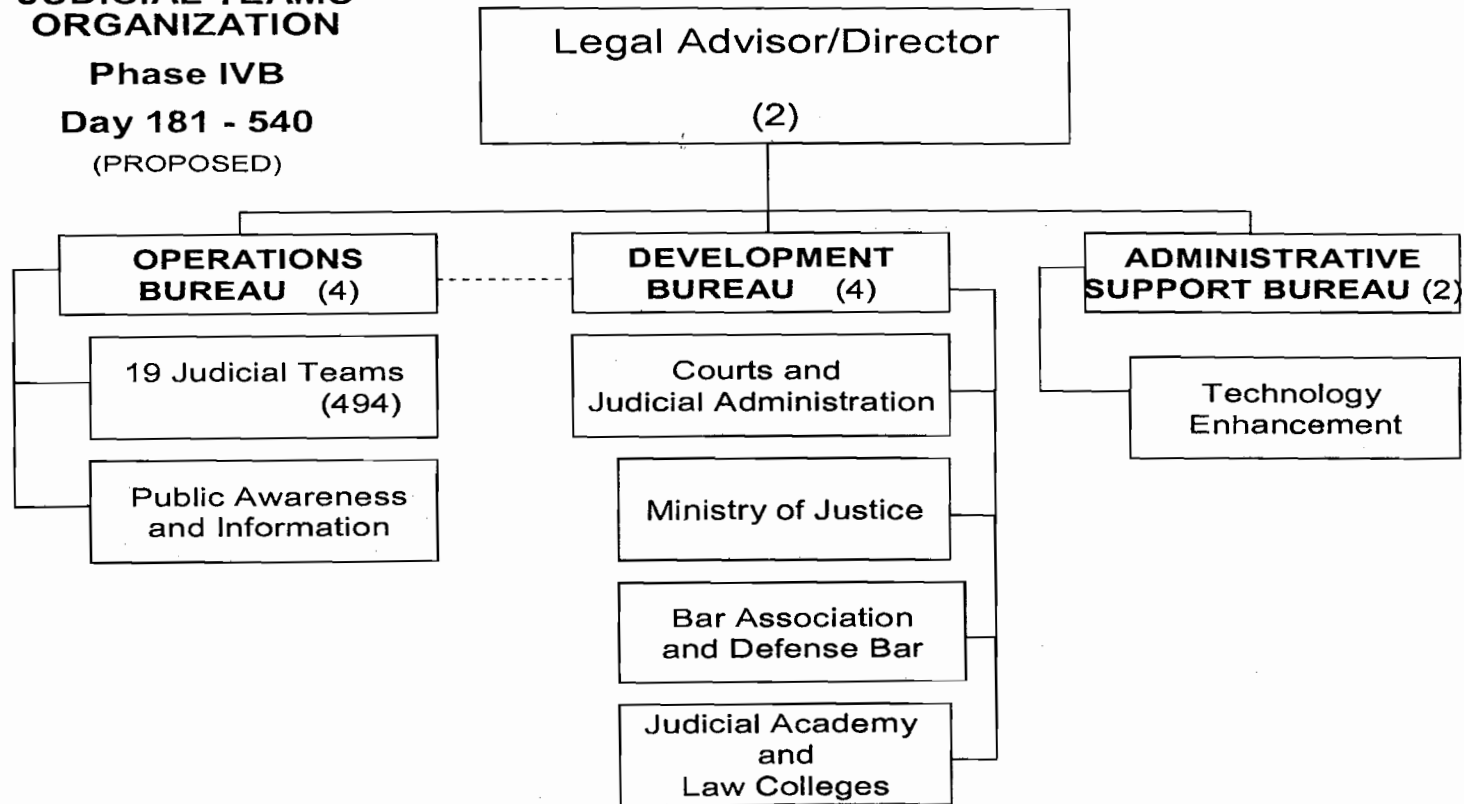 JUDICIAL TEAMS
ORGANIZATION
Phase IVB
Day 181 - 540
(PROPOSED)
Legal Advisor/Director
(2)
OPERATIONS
BUREAU (4)
19 Judicial Teams
(494)
Public Awareness
and Information
DEVELOPMENT
BUREAU (4)
Courts and
Judicial Administration
Ministry of Justice
Bar Association
and Defense Bar
Judicial Academy
and
Law Colleges
ADMINISTRATIVE
SUPPORT BUREAU (2)
Technology
Enhancement